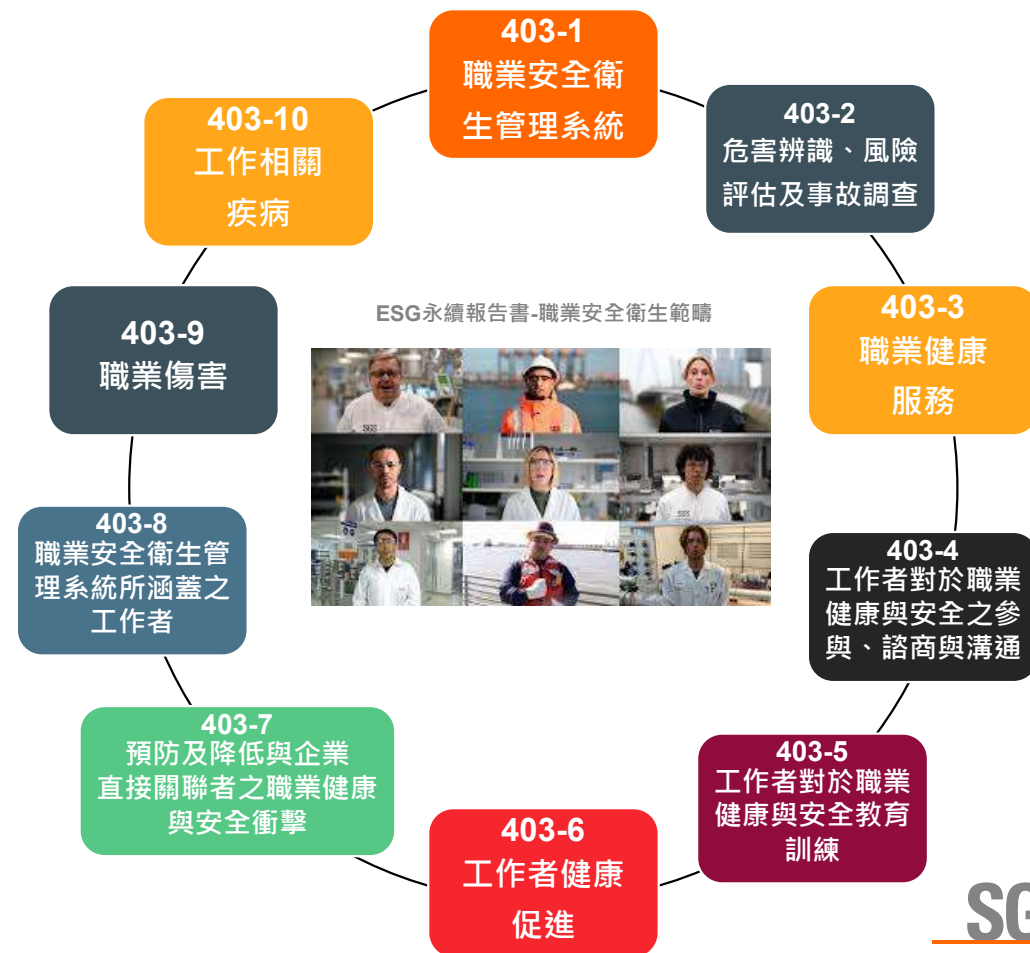 403-1
職業安全衛
生管理系統
403-2
危害辨識、風險
評估及事故調查
403-3
職業健康
服務
403-4
工作者對於職業
健康與安全之參
與、諮商與溝通
403-5
工作者對於職業
健康與安全教育
訓練
403-6
工作者健康
促進
403-7
預防及降低與企業
直接關聯者之職業健康
與安全衝擊
403-8
職業安全衛生管
理系統所涵蓋之
工作者
403-9
職業傷害
403-10
工作相關
疾病
ESG永續報告書-職業安全衛生範疇
SGS
SGS
SG